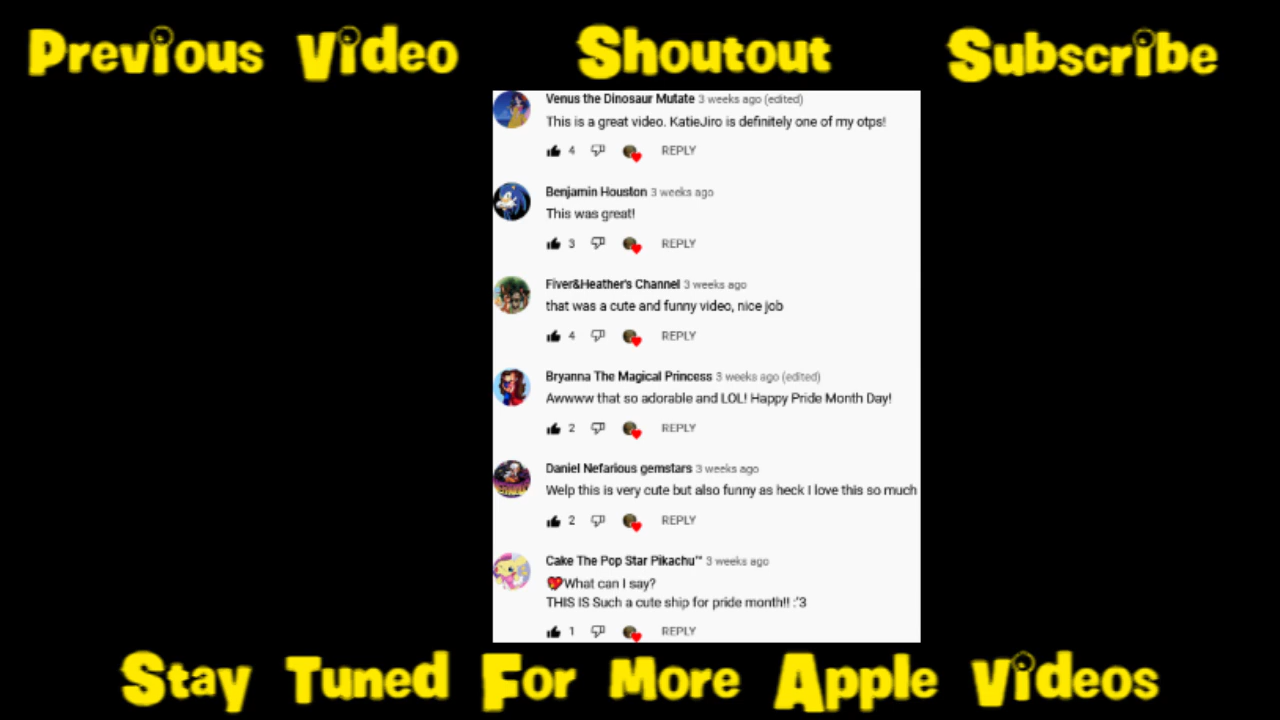 Previous Video
Shoutout
Subscribe
Venus the Dinosaur Mutate 3 weeks ago (edited)
This is a great video. KatieJiro is definitely one of my otps!
4 REPLY
Benjamin Houston 3 weeks ago
This was great!
3 REPLY
Fiver&Heather's Channel 3 weeks ago
that was a cute and funny video, nice job
4 REPLY
Bryanna The Magical Princess 3 weeks ago (edited)
Awwww that so adorable and LOL! Happy Pride Month Day!
2 REPLY
Daniel Nefarious gemstars 3 weeks ago
Welp this is very cute but also funny as heck I love this so much
2 REPLY
Cake The Pop Star Pikachu™ 3 weeks ago
💖What can I say?
THIS IS Such a cute ship for pride month!! :'3
1 REPLY
Stay Tuned For More Apple Videos